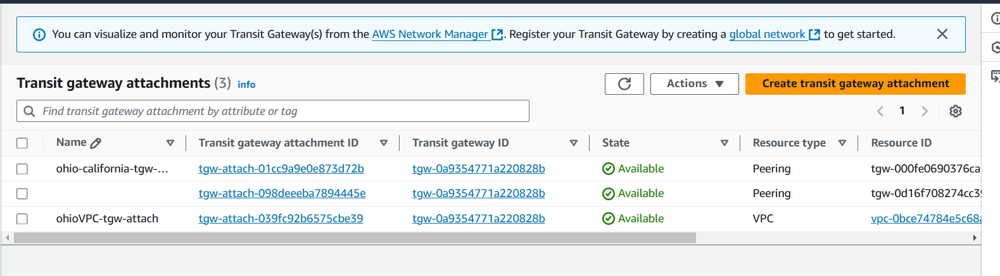 You can visualize and monitor your Transit Gateway(s) from the AWS Network Manager. Register your Transit Gateway by creating a global network to get started.
Transit gateway attachments (3) info
Actions
Create transit gateway attachment
Find transit gateway attachment by attribute or tag
1
Name Transit gateway attachment ID Transit gateway ID State Resource type Resource ID
ohio-california-tgw-... tgw-attach-01cc9a9e0e873d72b tgw-0a9354771a220828b Available Peering tgw-000fe0690376ca
tgw-attach-098deeeba7894445e tgw-0a9354771a220828b Available Peering tgw-0d16f708274cc39
ohioVPC-tgw-attach tgw-attach-039fc92b6575cbe39 tgw-0a9354771a220828b Available VPC vpc-0bce74784e5c68a